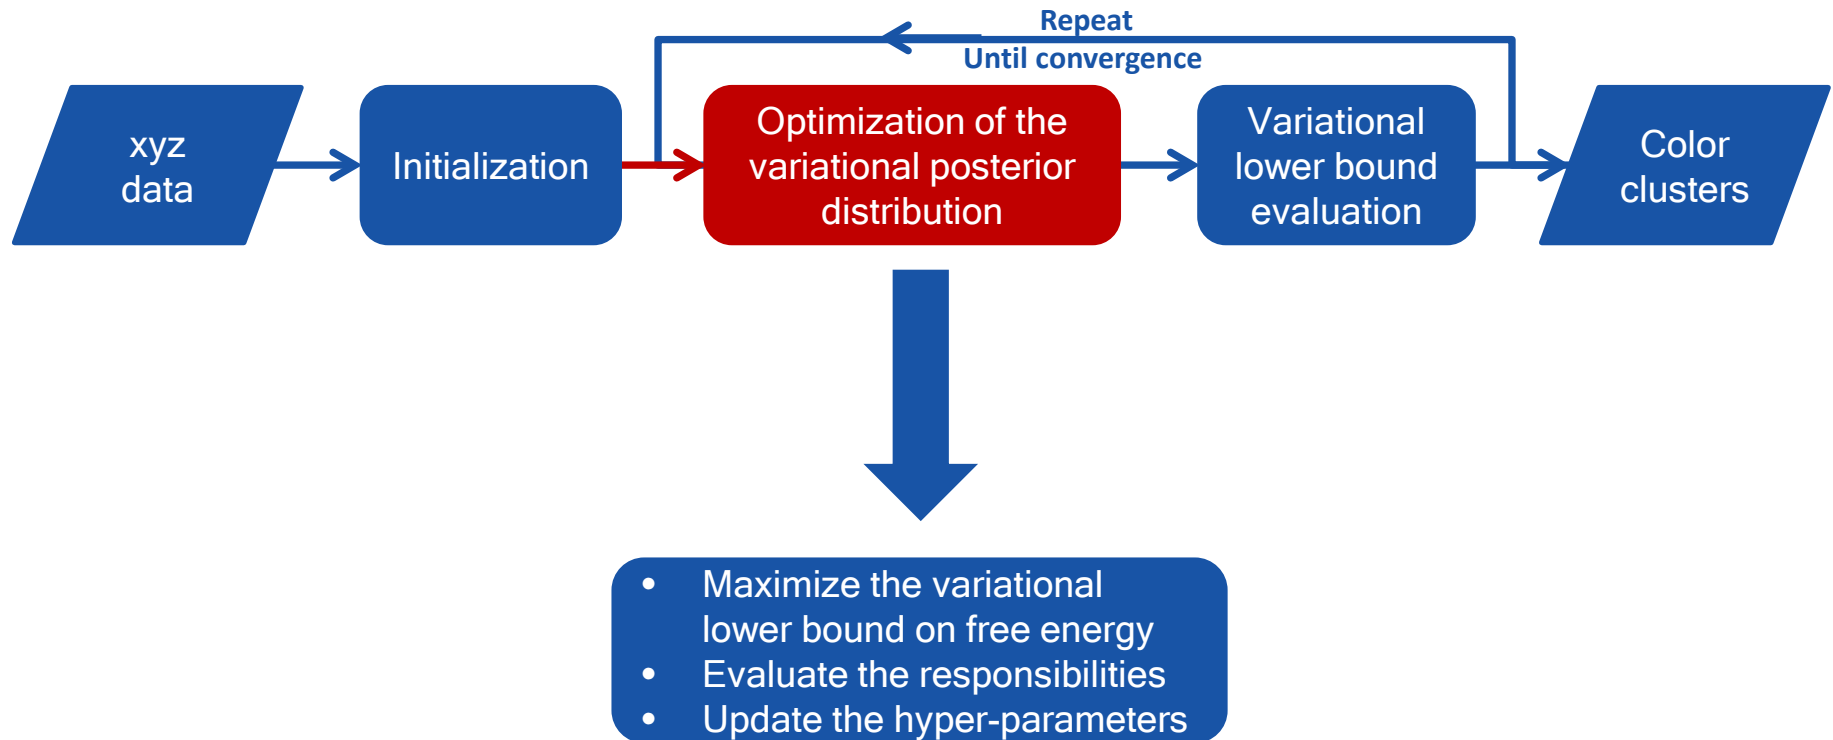 Repeat
Until convergence
xyz
data
Initialization
Optimization of the
variational posterior
distribution
Variational
lower bound
evaluation
Color
clusters
• Maximize the variational
lower bound on free energy
• Evaluate the responsibilities
• Update the hyper-parameters